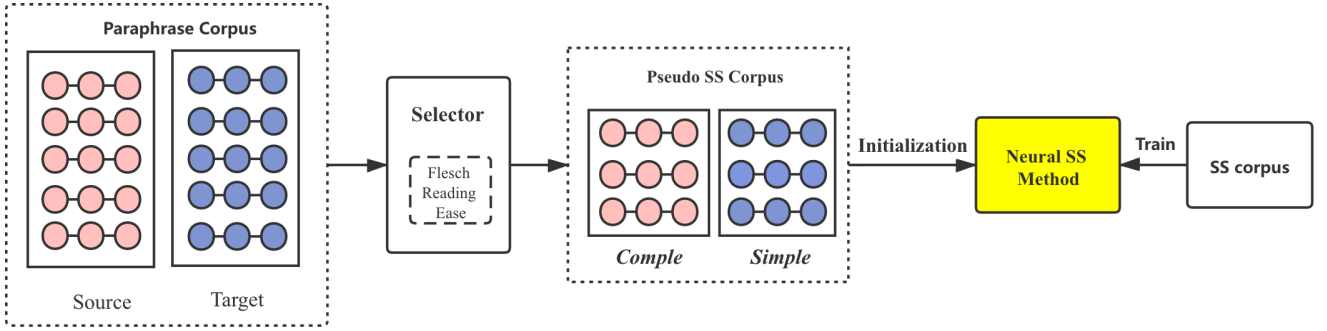 Paraphrase Corpus
Source
Target
Selector
Flesch
Reading
Ease
Pseudo SS Corpus
Comple
Simple
Initialization
Neural SS
Method
Train
SS corpus